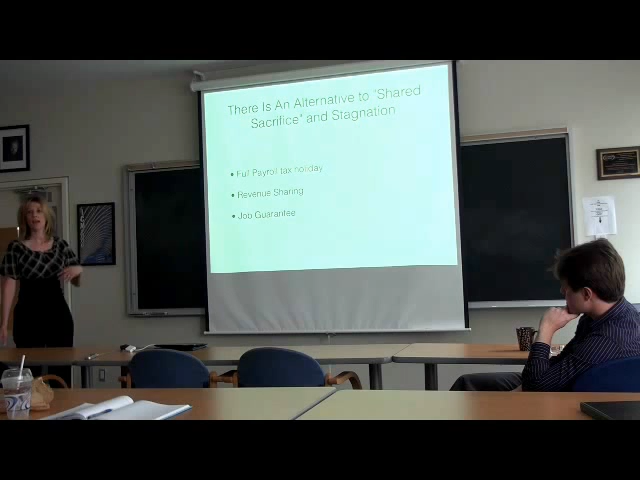 There Is An Alternative to "Shared
Sacrifice" and Stagnation
• Full Payroll tax holiday
• Revenue Sharing
• Job Guarantee